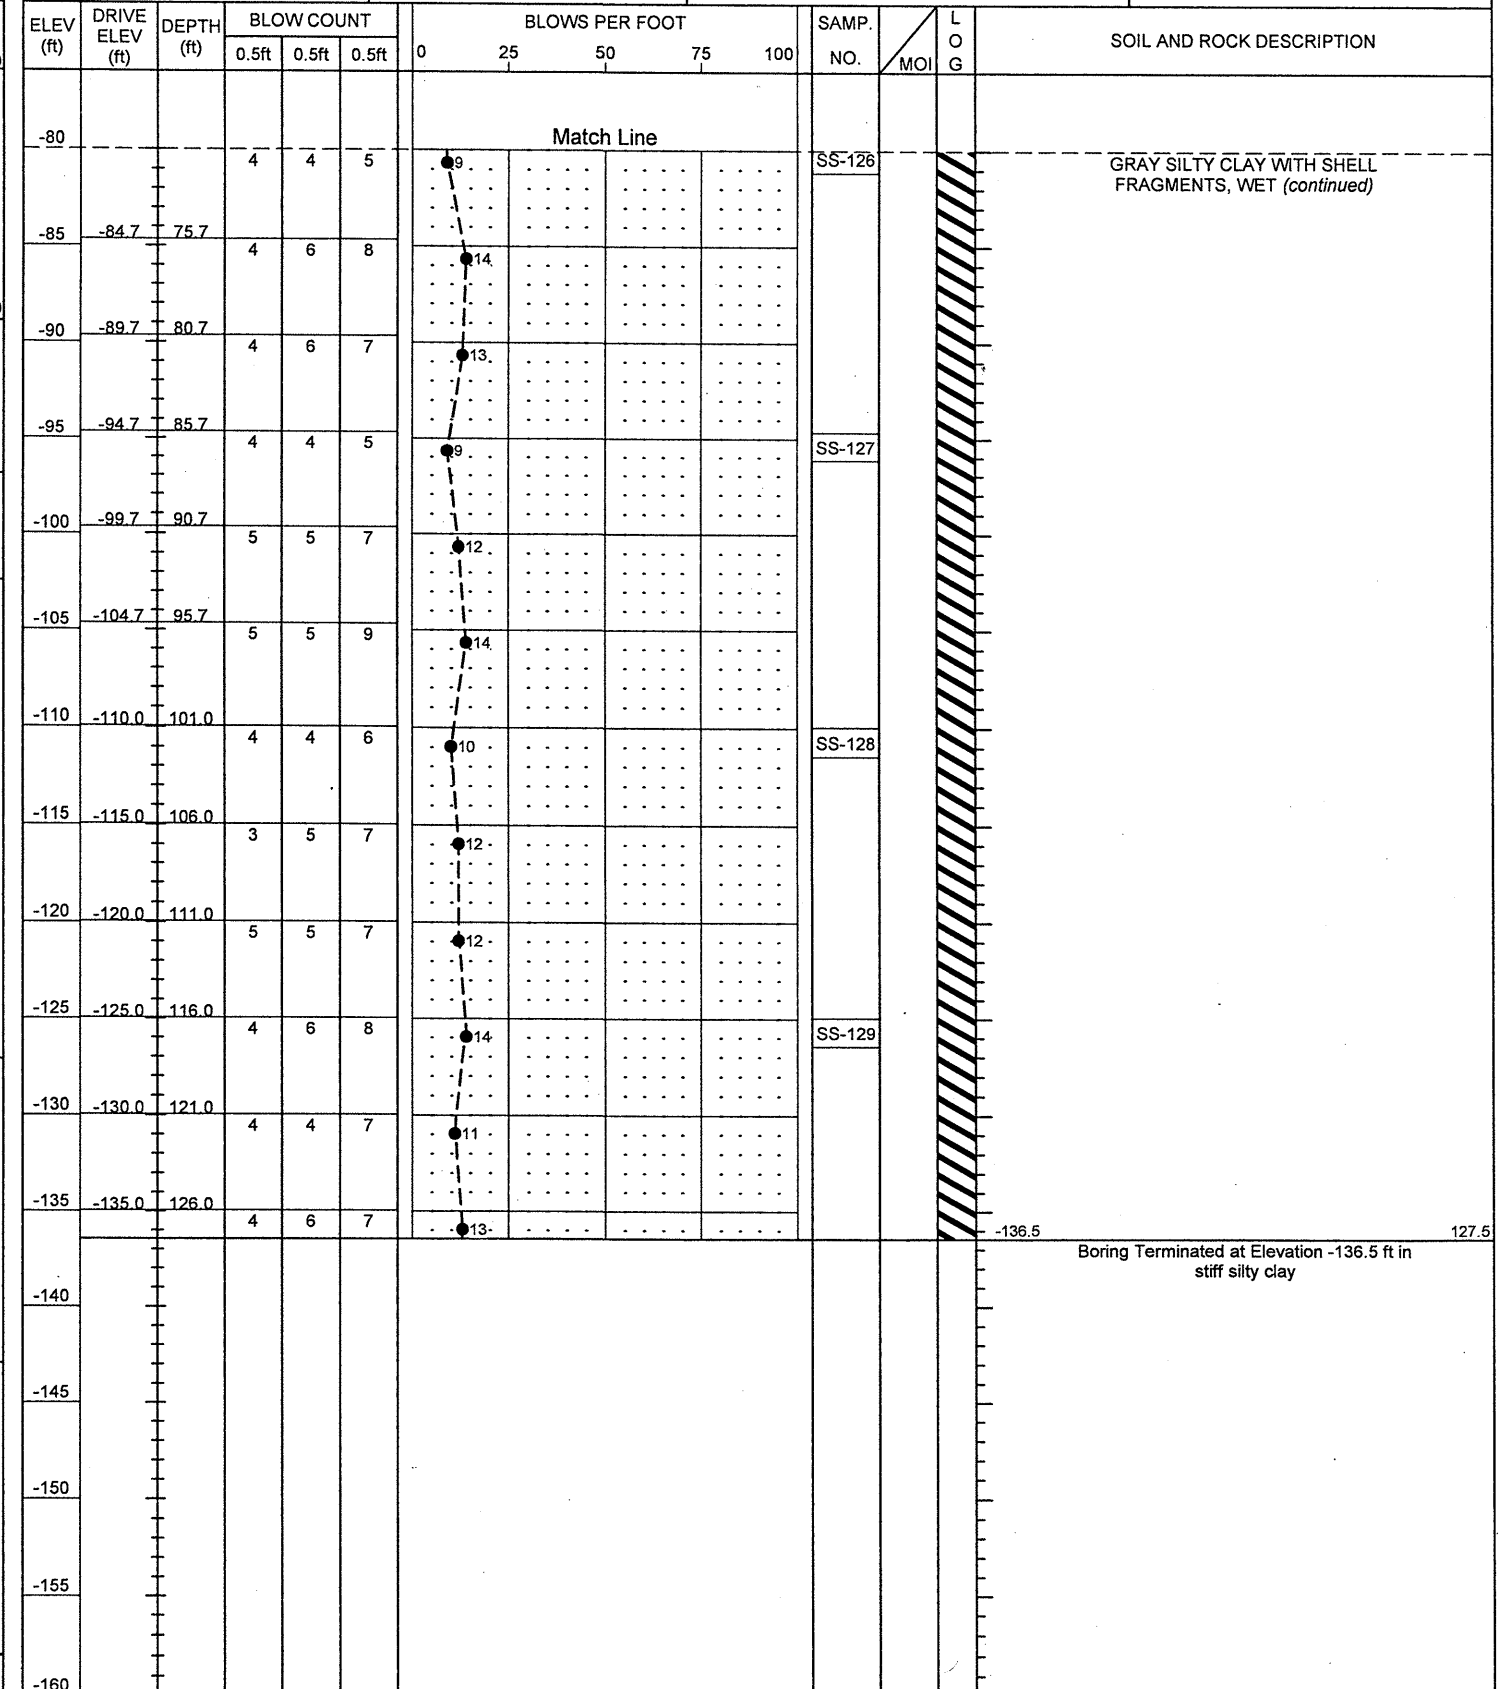 ELEV (ft) DRIVE ELEV (ft) DEPTH (ft) BLOW COUNT BLOWS PER FOOT SAMP. NO. MOI LOG SOIL AND ROCK DESCRIPTION
0.5ft 0.5ft 0.5ft 0 25 50 75 100
Match Line
-80
4 4 5 9 SS-126 GRAY SILTY CLAY WITH SHELL
FRAGMENTS, WET (continued)
-85 -84.7 75.7
4 6 8 14
-90 -89.7 80.7
4 6 7 13
-95 -94.7 85.7
4 4 5 9 SS-127
-100 -99.7 90.7
5 5 7 12
-105 -104.7 95.7
5 5 9 14
-110 -110.0 101.0
4 4 6 10 SS-128
-115 -115.0 106.0
3 5 7 12
-120 -120.0 111.0
5 5 7 12
-125 -125.0 116.0
4 6 8 14 SS-129
-130 -130.0 121.0
4 4 7 11
-135 -135.0 126.0
4 6 7 13 -136.5 127.5
Boring Terminated at Elevation -136.5 ft in
stiff silty clay
-140
-145
-150
-155
-160